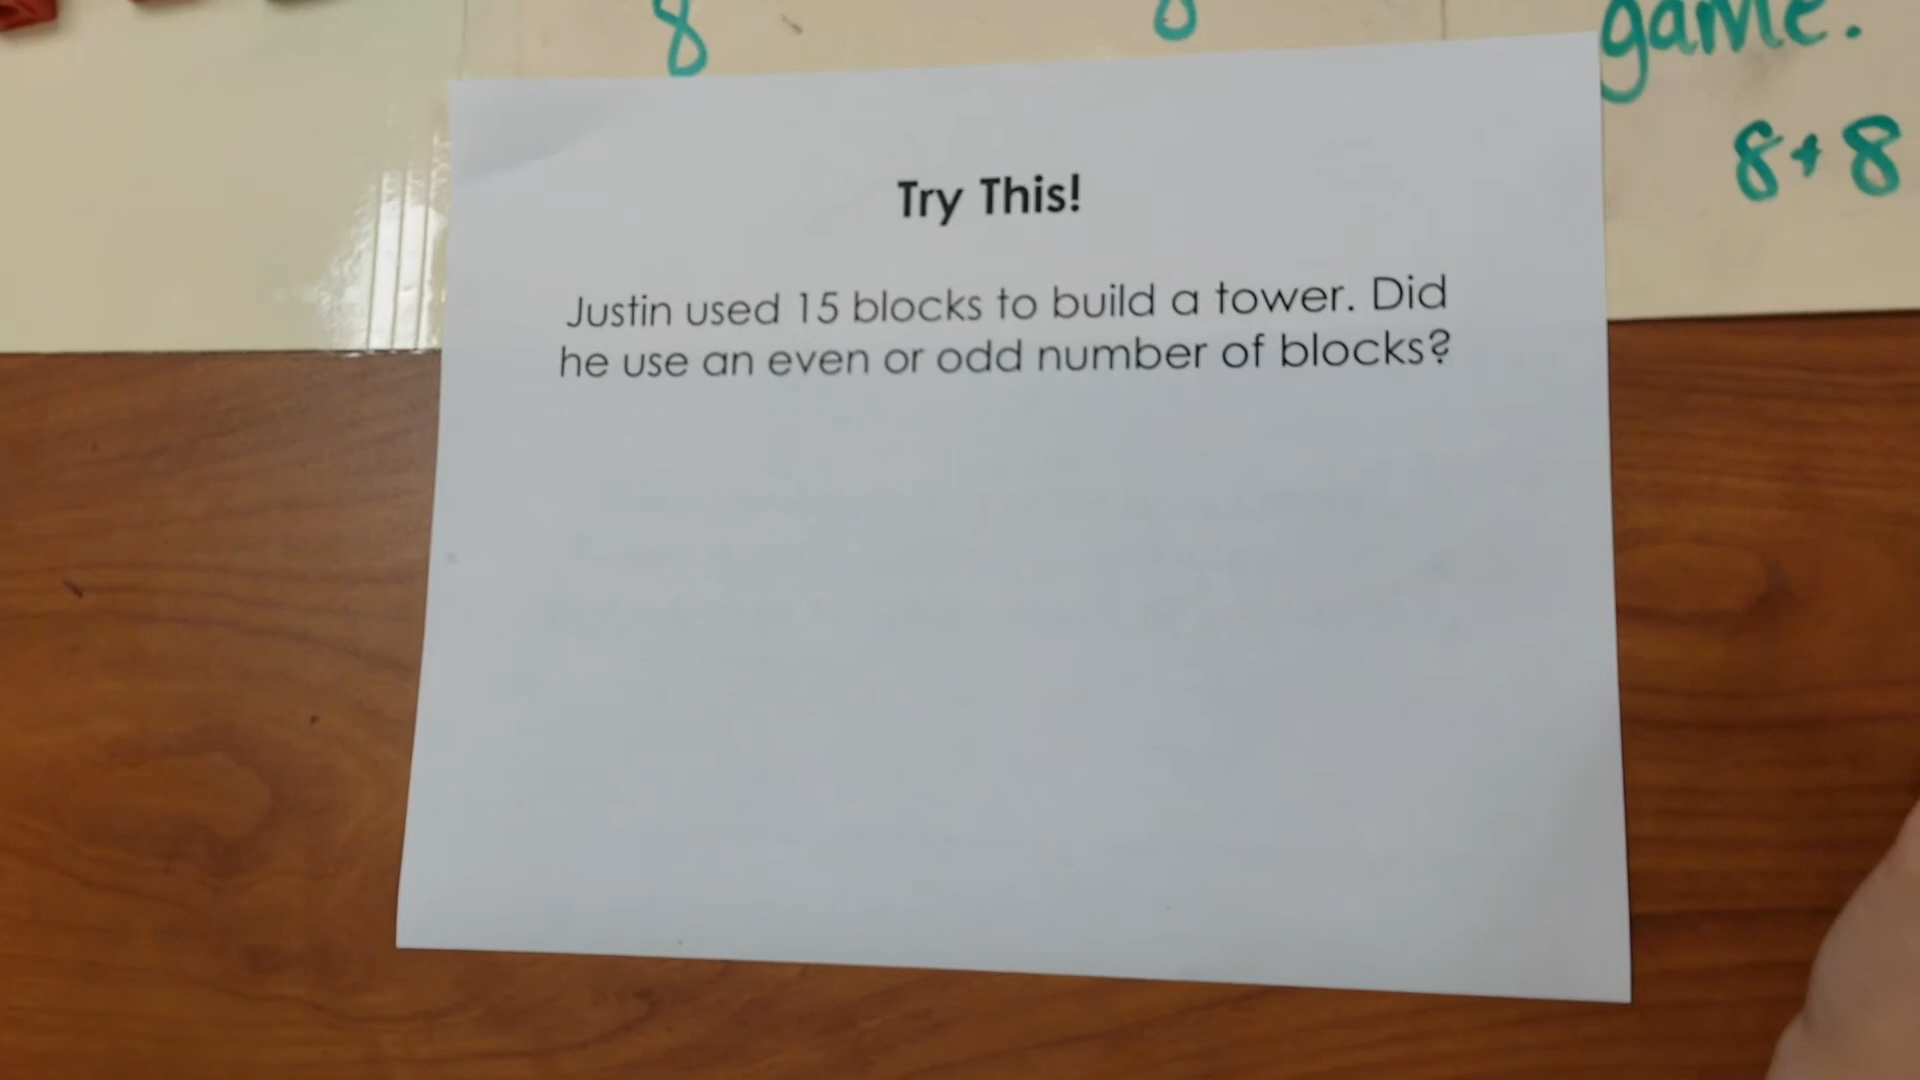 8
game.
8+8
Try This!
Justin used 15 blocks to build a tower. Did
he use an even or odd number of blocks?